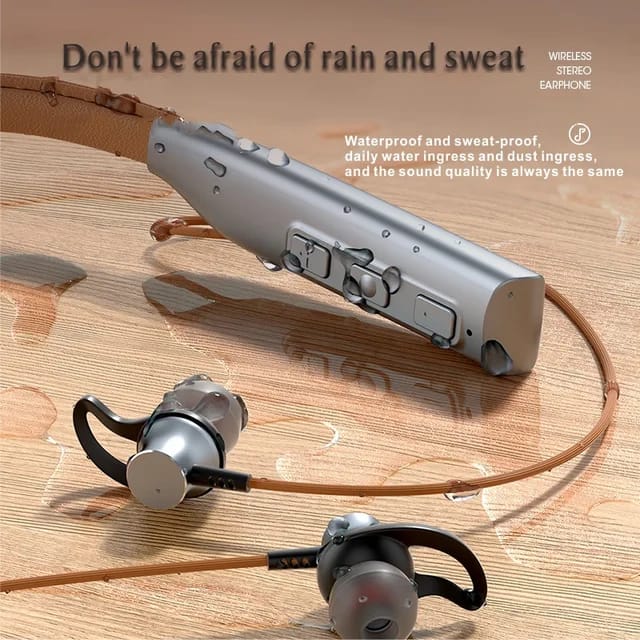 Don't be afraid of rain and sweat
WIRELESS
STEREO
EARPHONE
Waterproof and sweat-proof,
daily water ingress and dust ingress,
and the sound quality is always the same